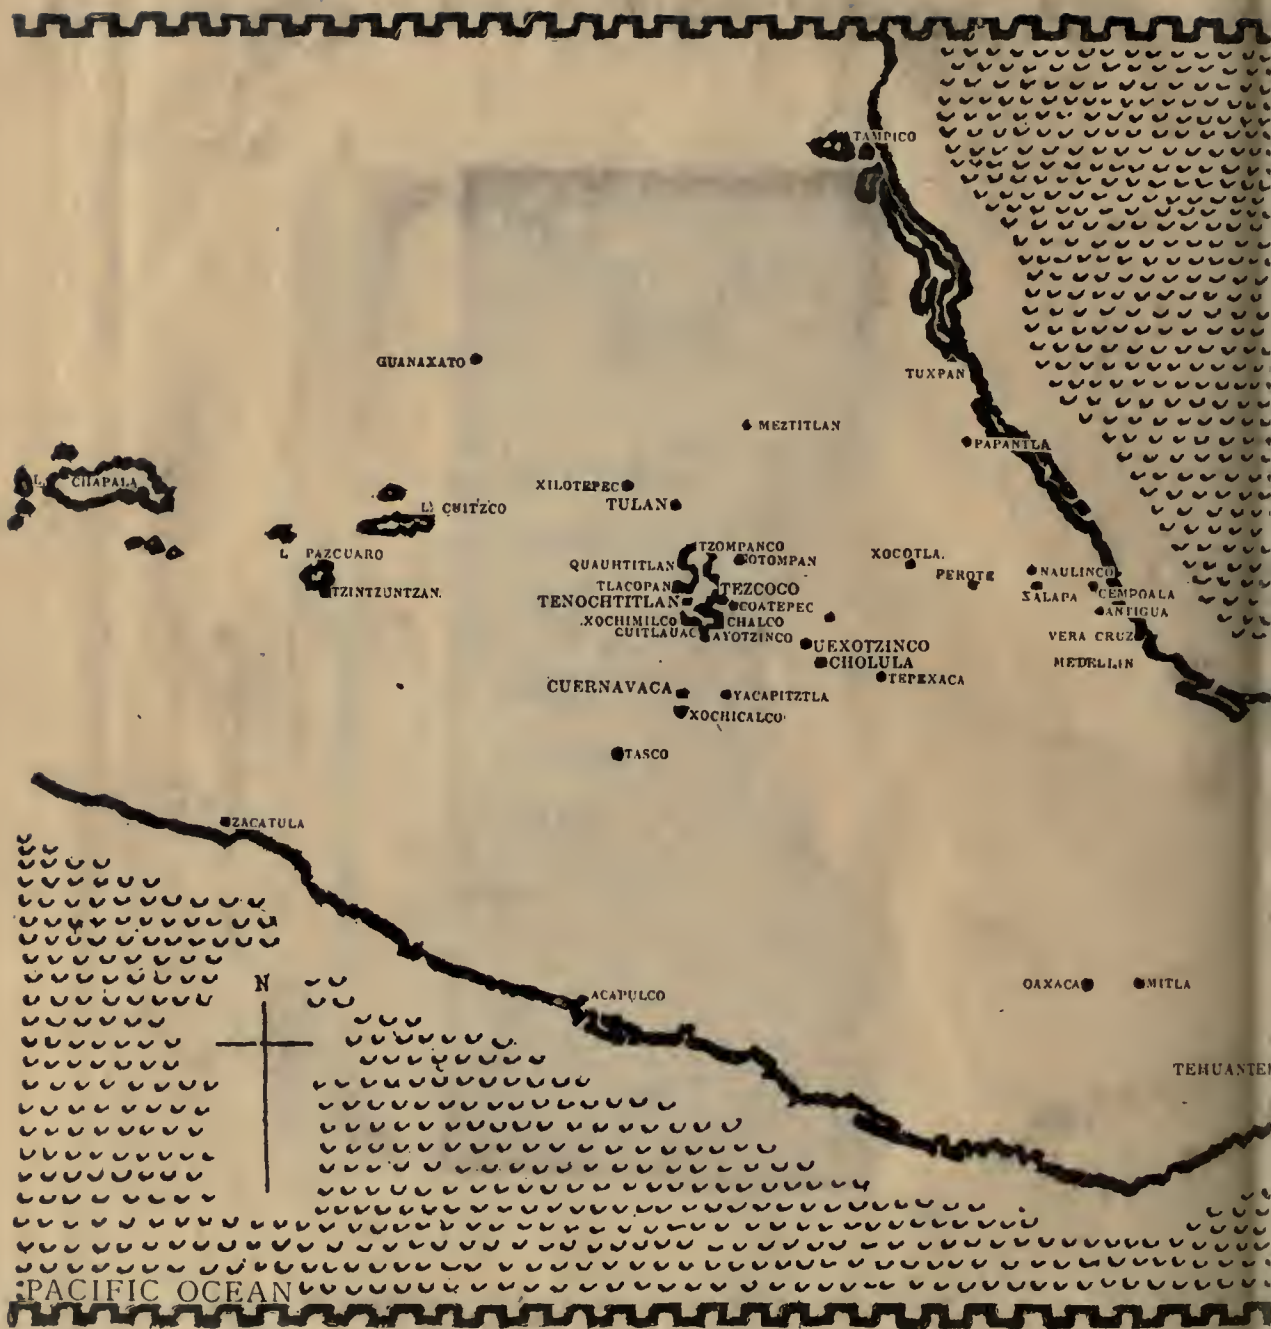 TAMPICO
GUANAXATO
TUXPAN
MEZTITLAN
PAPANTLA
L. CHAPALA
XILOTEPEC
TULAN
L. CUITZCO
L. PAZCUARO
TZINTZUNTZAN.
TZOMPANCO
QUAUHTITLAN
OTOMPAN
XOCOTLA.
PEROTE
NAULINCO
TLACOPAN
TEZCOCO
XALAPA
CEMPOALA
TENOCHTITLAN
COATEPEC
ANTIGUA
XOCHIMILCO
CHALCO
CUITLAUAC
AYOTZINCO
VERA CRUZ
UEXOTZINCO
CHOLULA
MEDELLIN
TEPEXACA
CUERNAVACA
YACAPITZTLA
XOCHICALCO
TASCO
ZACATULA
N
ACAPULCO
OAXACA
MITLA
TEHUANTEP
PACIFIC OCEAN